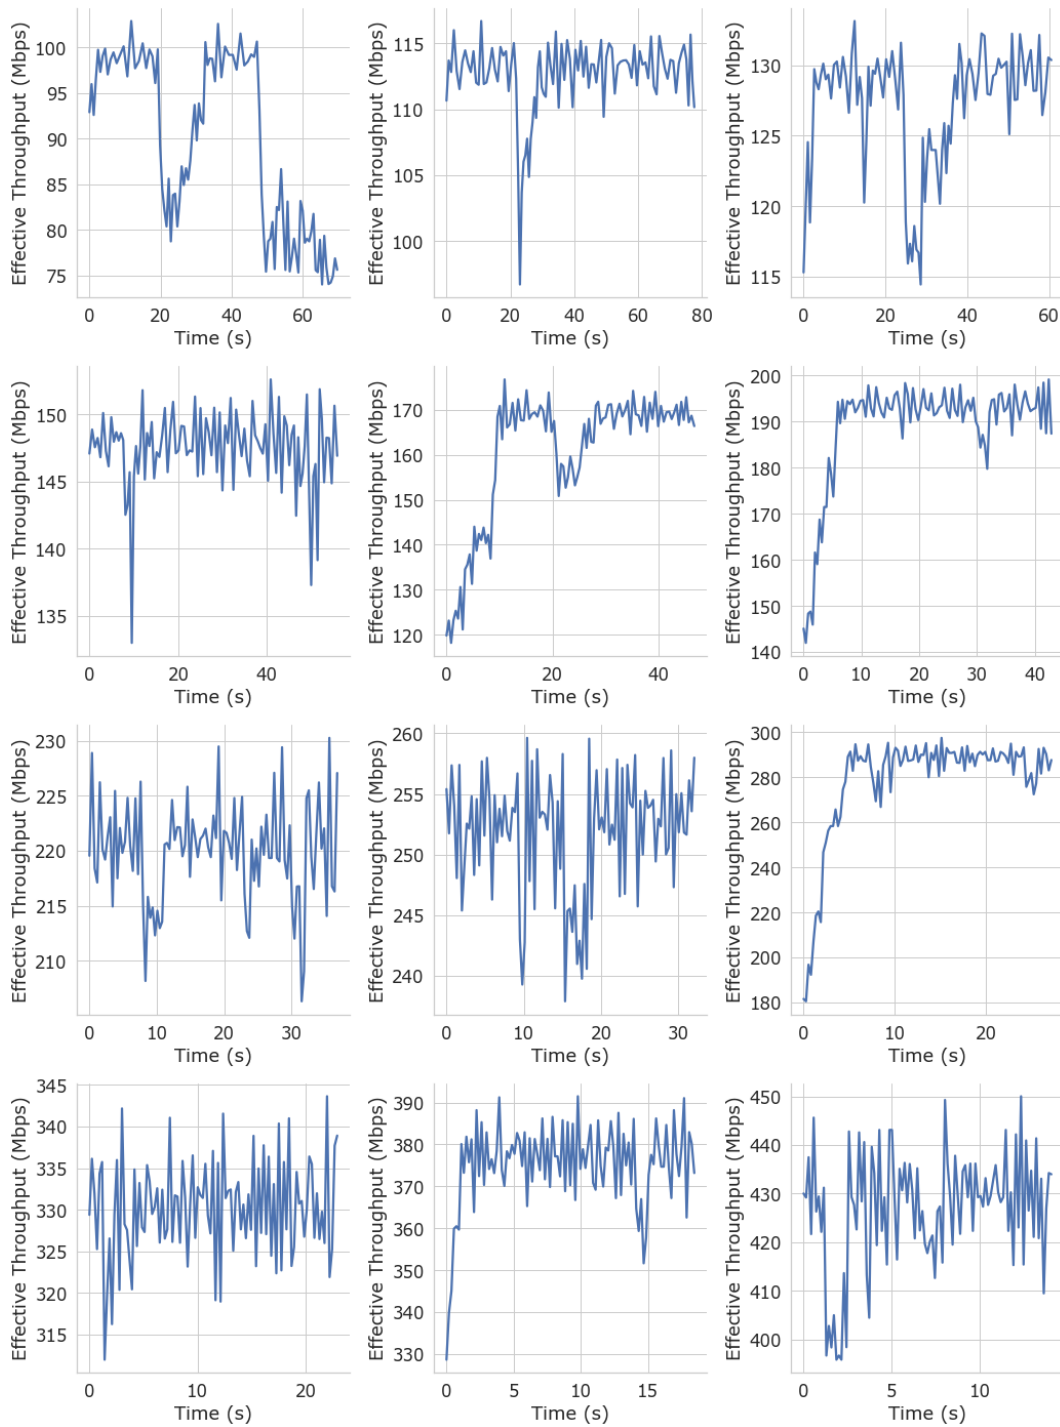 Effective Throughput (Mbps)
100
95
90
85
80
75
0 20 40 60
Time (s)
Effective Throughput (Mbps)
115
110
105
100
0 20 40 60 80
Time (s)
Effective Throughput (Mbps)
130
125
120
115
0 20 40 60
Time (s)
Effective Throughput (Mbps)
150
145
140
135
0 20 40
Time (s)
Effective Throughput (Mbps)
170
160
150
140
130
120
0 20 40
Time (s)
Effective Throughput (Mbps)
200
190
180
170
160
150
140
0 10 20 30 40
Time (s)
Effective Throughput (Mbps)
230
225
220
215
210
0 10 20 30
Time (s)
Effective Throughput (Mbps)
260
255
250
245
240
0 10 20 30
Time (s)
Effective Throughput (Mbps)
300
280
260
240
220
200
180
0 10 20
Time (s)
Effective Throughput (Mbps)
345
340
335
330
325
320
315
0 10 20
Time (s)
Effective Throughput (Mbps)
390
380
370
360
350
340
330
0 5 10 15
Time (s)
Effective Throughput (Mbps)
450
440
430
420
410
400
0 5 10
Time (s)